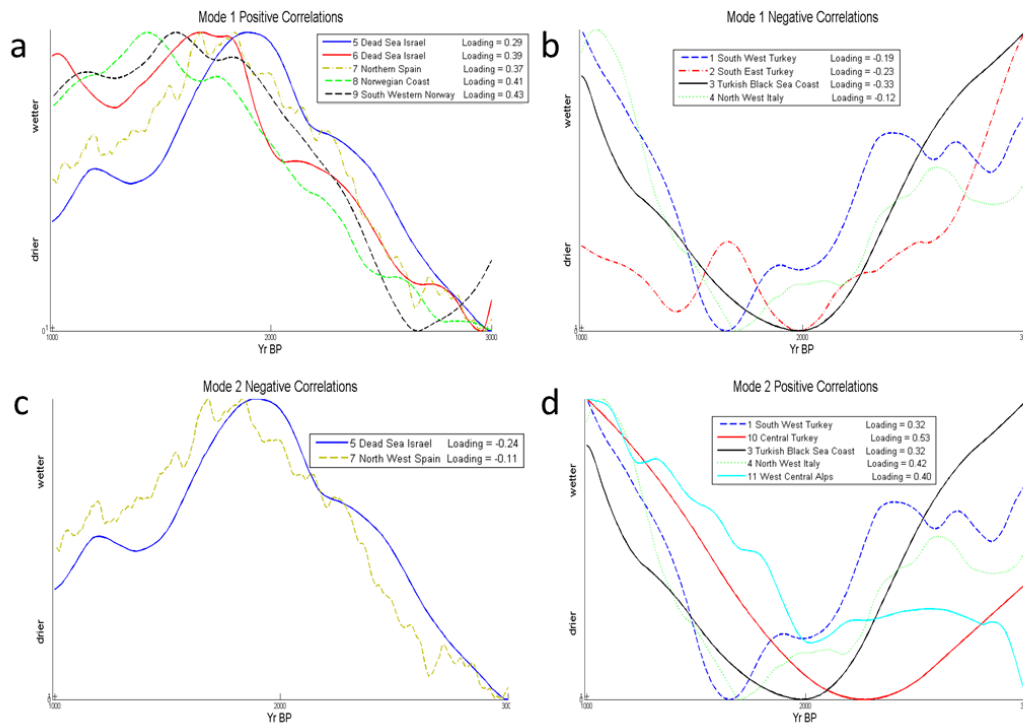 Mode 1 Positive Correlations
a
5 Dead Sea Israel Loading = 0.29
6 Dead Sea Israel Loading = 0.39
7 Northern Spain Loading = 0.37
8 Norwegian Coast Loading = 0.41
9 South Western Norway Loading = 0.43
wetter
drier
1000
2000
3000
Yr BP
Mode 1 Negative Correlations
b
1 South West Turkey Loading = -0.19
2 South East Turkey Loading = -0.23
3 Turkish Black Sea Coast Loading = -0.33
4 North West Italy Loading = -0.12
wetter
drier
1000
2000
Yr BP
Mode 2 Negative Correlations
c
5 Dead Sea Israel Loading = -0.24
7 North West Spain Loading = -0.11
wetter
drier
1000
2000
Yr BP
Mode 2 Positive Correlations
d
1 South West Turkey Loading = 0.32
10 Central Turkey Loading = 0.53
3 Turkish Black Sea Coast Loading = 0.32
4 North West Italy Loading = 0.42
11 West Central Alps Loading = 0.40
wetter
drier
1000
2000
Yr BP